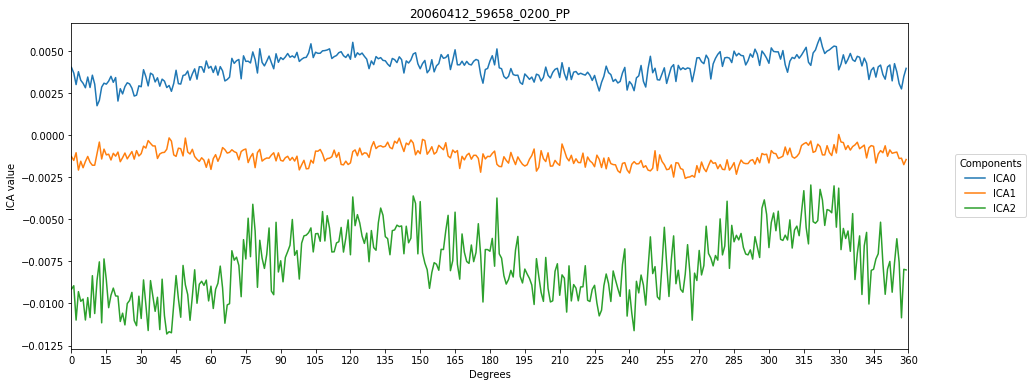 20060412_59658_0200_PP
ICA value
0.0050
0.0025
0.0000
−0.0025
−0.0050
−0.0075
−0.0100
−0.0125
0 15 30 45 60 75 90 105 120 135 150 165 180 195 210 225 240 255 270 285 300 315 330 345 360
Degrees
Components
ICA0
ICA1
ICA2